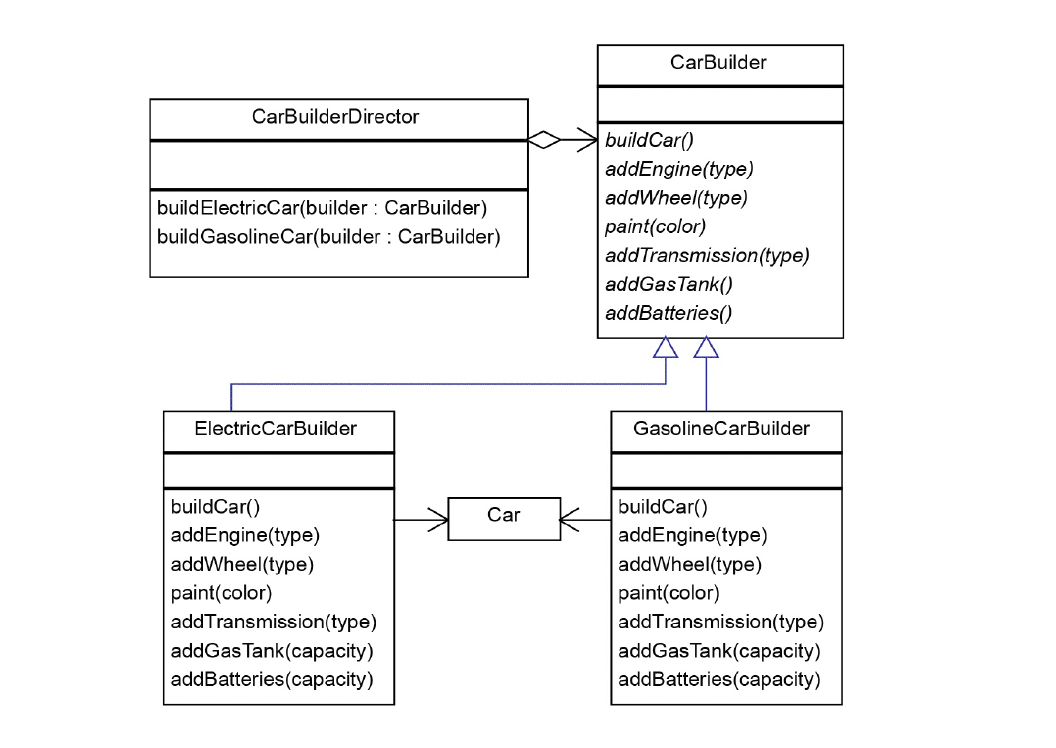 CarBuilder
buildCar()
addEngine(type)
addWheel(type)
paint(color)
addTransmission(type)
addGasTank()
addBatteries()
CarBuilderDirector
buildElectricCar(builder : CarBuilder)
buildGasolineCar(builder : CarBuilder)
ElectricCarBuilder
buildCar()
addEngine(type)
addWheel(type)
paint(color)
addTransmission(type)
addGasTank(capacity)
addBatteries(capacity)
Car
GasolineCarBuilder
buildCar()
addEngine(type)
addWheel(type)
paint(color)
addTransmission(type)
addGasTank(capacity)
addBatteries(capacity)